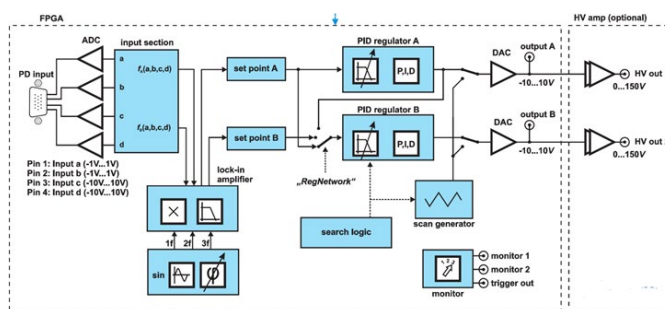 FPGA
HV amp (optional)
ADC
input section
PD input
a
b
c
d
fₐ(a,b,c,d)
set point A
set point B
PID regulator A
P,I,D
PID regulator B
P,I,D
DAC
output A
-10...10V
DAC
output B
-10...10V
HV out
0...150V
HV out
0...150V
Pin 1: Input a (-1V...1V)
Pin 2: Input b (-1V...1V)
Pin 3: Input c (-10V...10V)
Pin 4: Input d (-10V...10V)
lock-in
amplifier
1f 2f 3f
sin
φ
„RegNetwork"
search logic
scan generator
monitor
monitor 1
monitor 2
trigger out